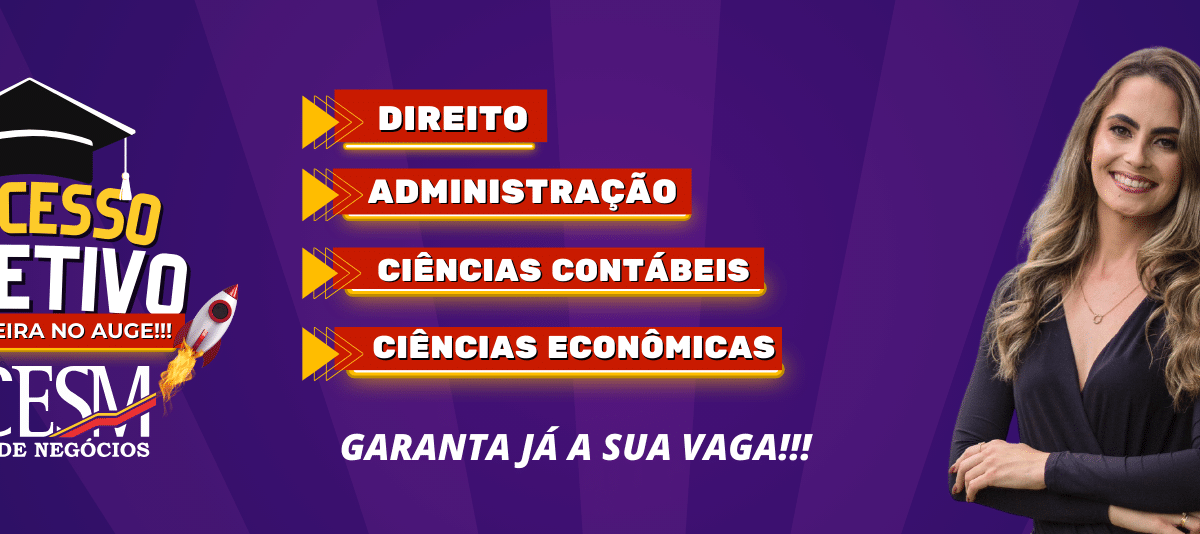 CESSO
ETIVO
EIRA NO AUGE!!!
CESM
DE NEGÓCIOS
DIREITO
ADMINISTRAÇÃO
CIÊNCIAS CONTÁBEIS
CIÊNCIAS ECONÔMICAS
GARANTA JÁ A SUA VAGA!!!